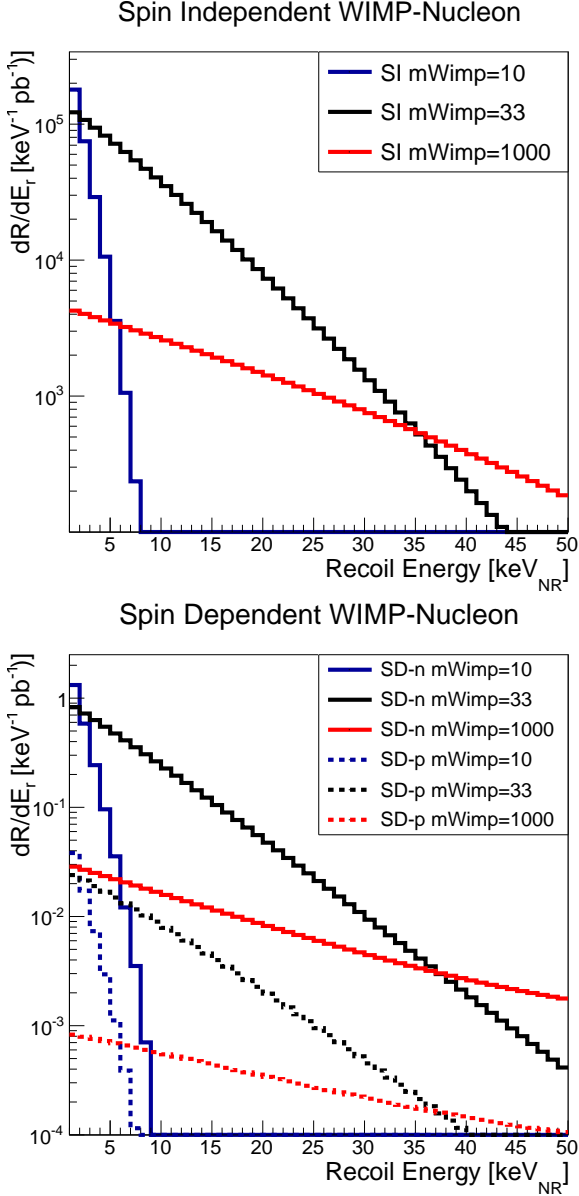 Spin Independent WIMP-Nucleon
dR/dE_r [keV^-1 pb^-1)]
SI mWimp=10
SI mWimp=33
SI mWimp=1000
10^5
10^4
10^3
5 10 15 20 25 30 35 40 45 50
Recoil Energy [keV_NR]
Spin Dependent WIMP-Nucleon
dR/dE_r [keV^-1 pb^-1)]
SD-n mWimp=10
SD-n mWimp=33
SD-n mWimp=1000
SD-p mWimp=10
SD-p mWimp=33
SD-p mWimp=1000
1
10^-1
10^-2
10^-3
10^-4
5 10 15 20 25 30 35 40 45 50
Recoil Energy [keV_NR]